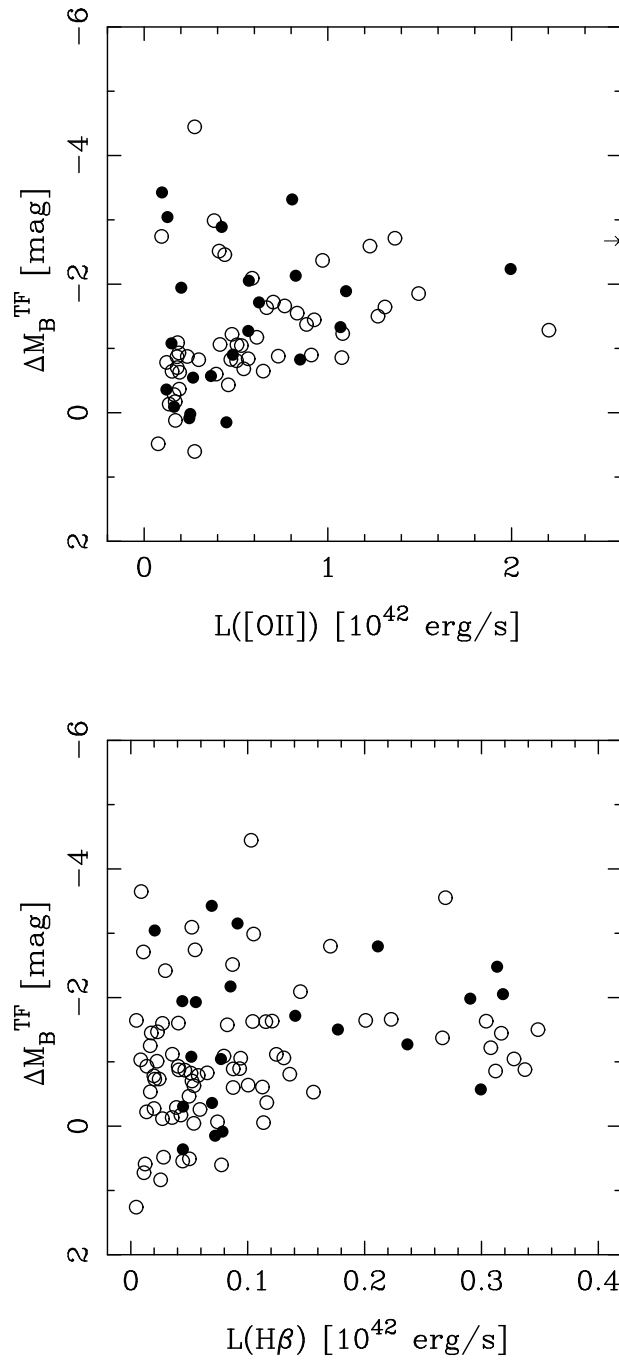 −6
−4
−2
0
2
ΔM_B^TF [mag]
0 1 2
L([OII]) [10^42 erg/s]
−6
−4
−2
0
2
ΔM_B^TF [mag]
0 0.1 0.2 0.3 0.4
L(Hβ) [10^42 erg/s]